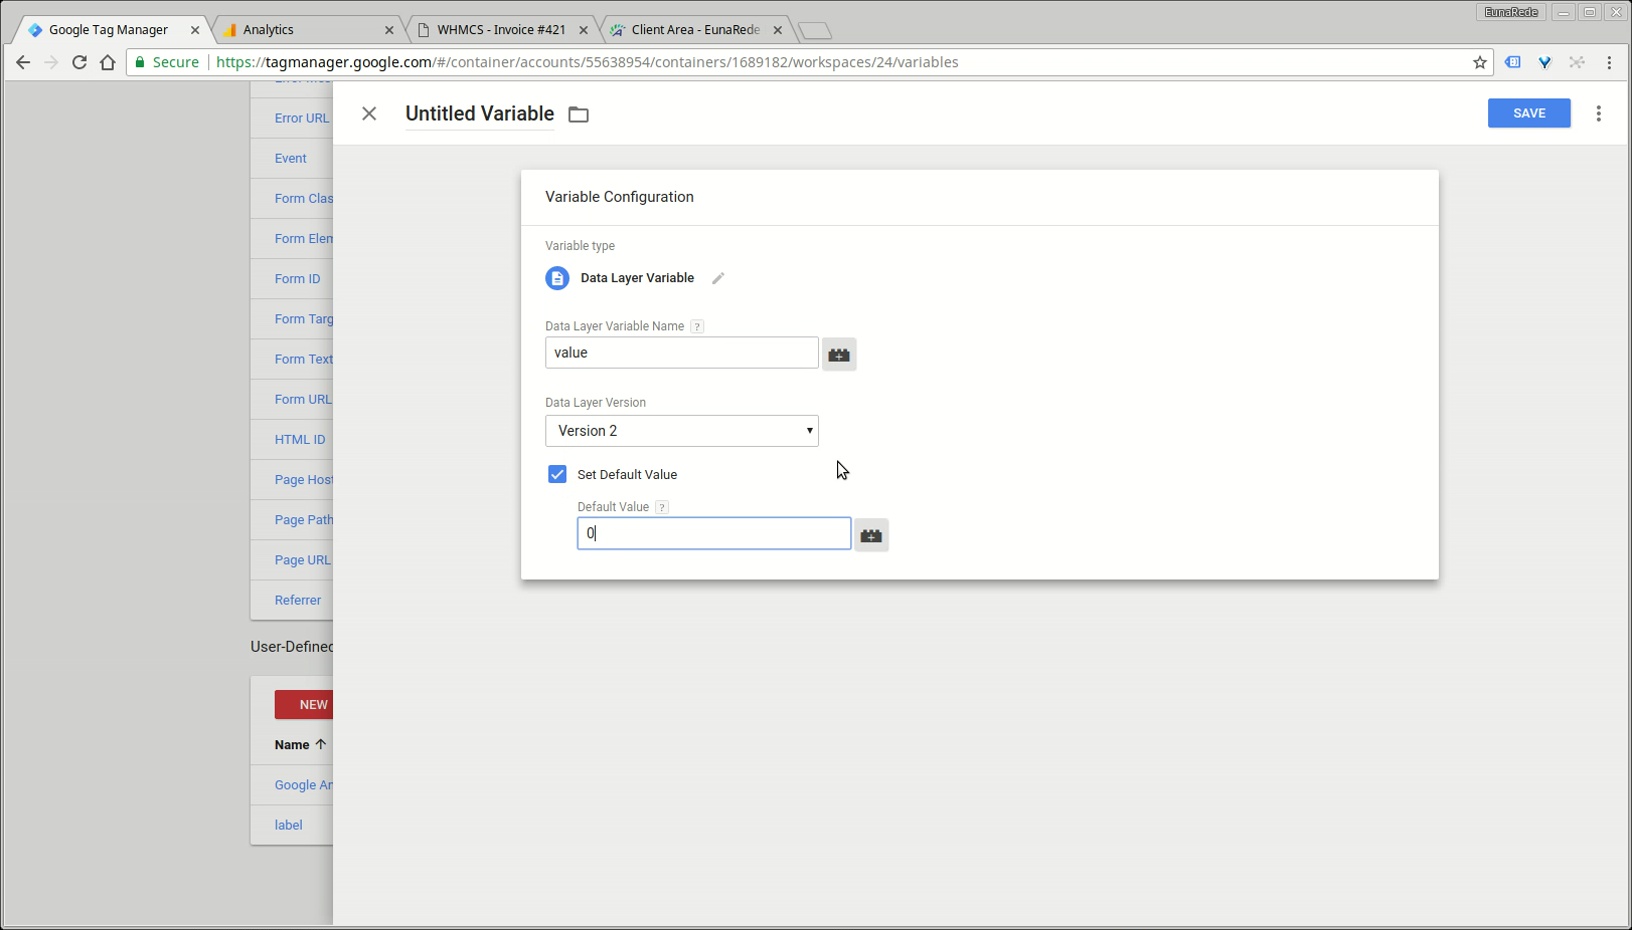 EunaRede
Google Tag Manager
Analytics
WHMCS - Invoice #421
Client Area - EunaRede
Secure
https://tagmanager.google.com/#/container/accounts/55638954/containers/1689182/workspaces/24/variables
Error URL
Event
Form Clas
Form Elem
Form ID
Form Targ
Form Text
Form URL
HTML ID
Page Host
Page Path
Page URL
Referrer
User-Defined
NEW
Name
Google An
label
Untitled Variable
SAVE
Variable Configuration
Variable type
Data Layer Variable
Data Layer Variable Name ?
value
Data Layer Version
Version 2
Set Default Value
Default Value ?
0